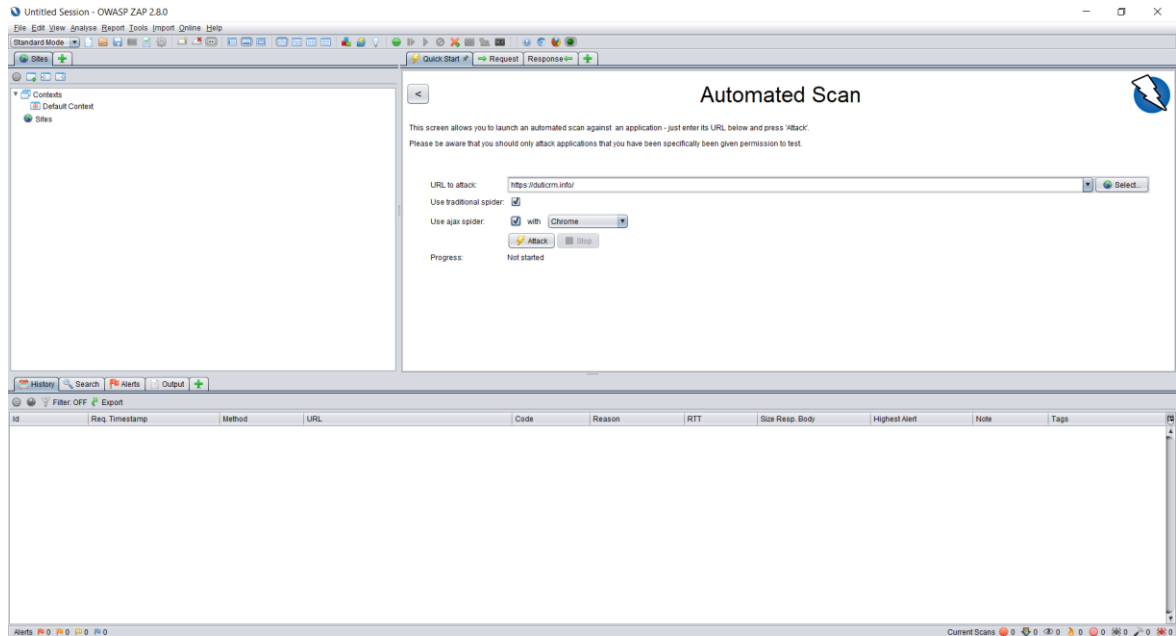 Untitled Session - OWASP ZAP 2.8.0
File Edit View Analyse Report Tools Import Online Help
Standard Mode
Sites
Quick Start Request Response
Contexts
Default Context
Sites
<
Automated Scan
This screen allows you to launch an automated scan against an application - just enter its URL below and press 'Attack'.
Please be aware that you should only attack applications that you have been specifically been given permission to test.
URL to attack: https://duticrm.info/ Select...
Use traditional spider:
Use ajax spider: with Chrome
Attack Stop
Progress: Not started
History Search Alerts Output
Filter: OFF Export
Id Req. Timestamp Method URL Code Reason RTT Size Resp. Body Highest Alert Note Tags
Alerts 0 0 0 0 Current Scans 0 0 0 0 0 0 0 0